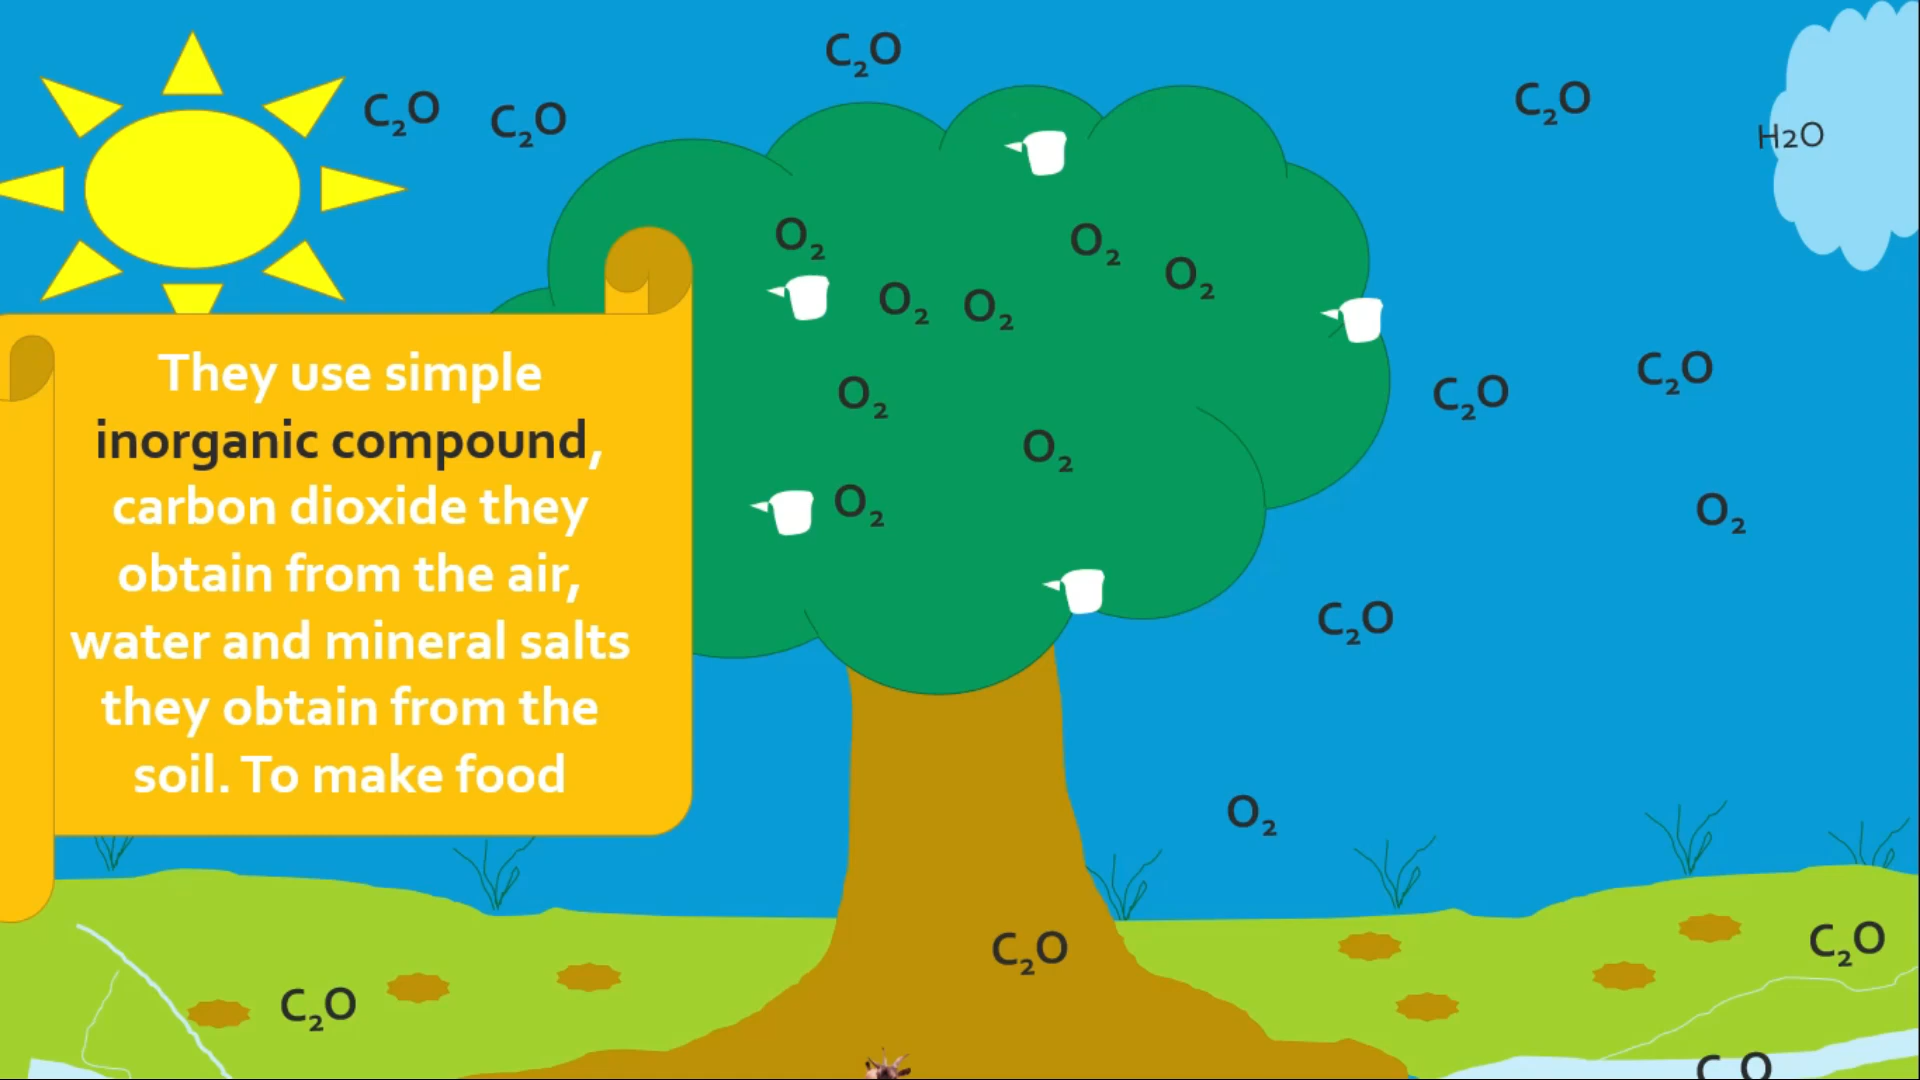 C₂O
C₂O
C₂O
C₂O
H2O
O₂
O₂
O₂
O₂
O₂
They use simple
inorganic compound,
carbon dioxide they
obtain from the air,
water and mineral salts
they obtain from the
soil. To make food
C₂O
C₂O
O₂
O₂
O₂
O₂
C₂O
O₂
C₂O
C₂O
C₂O
C₂O